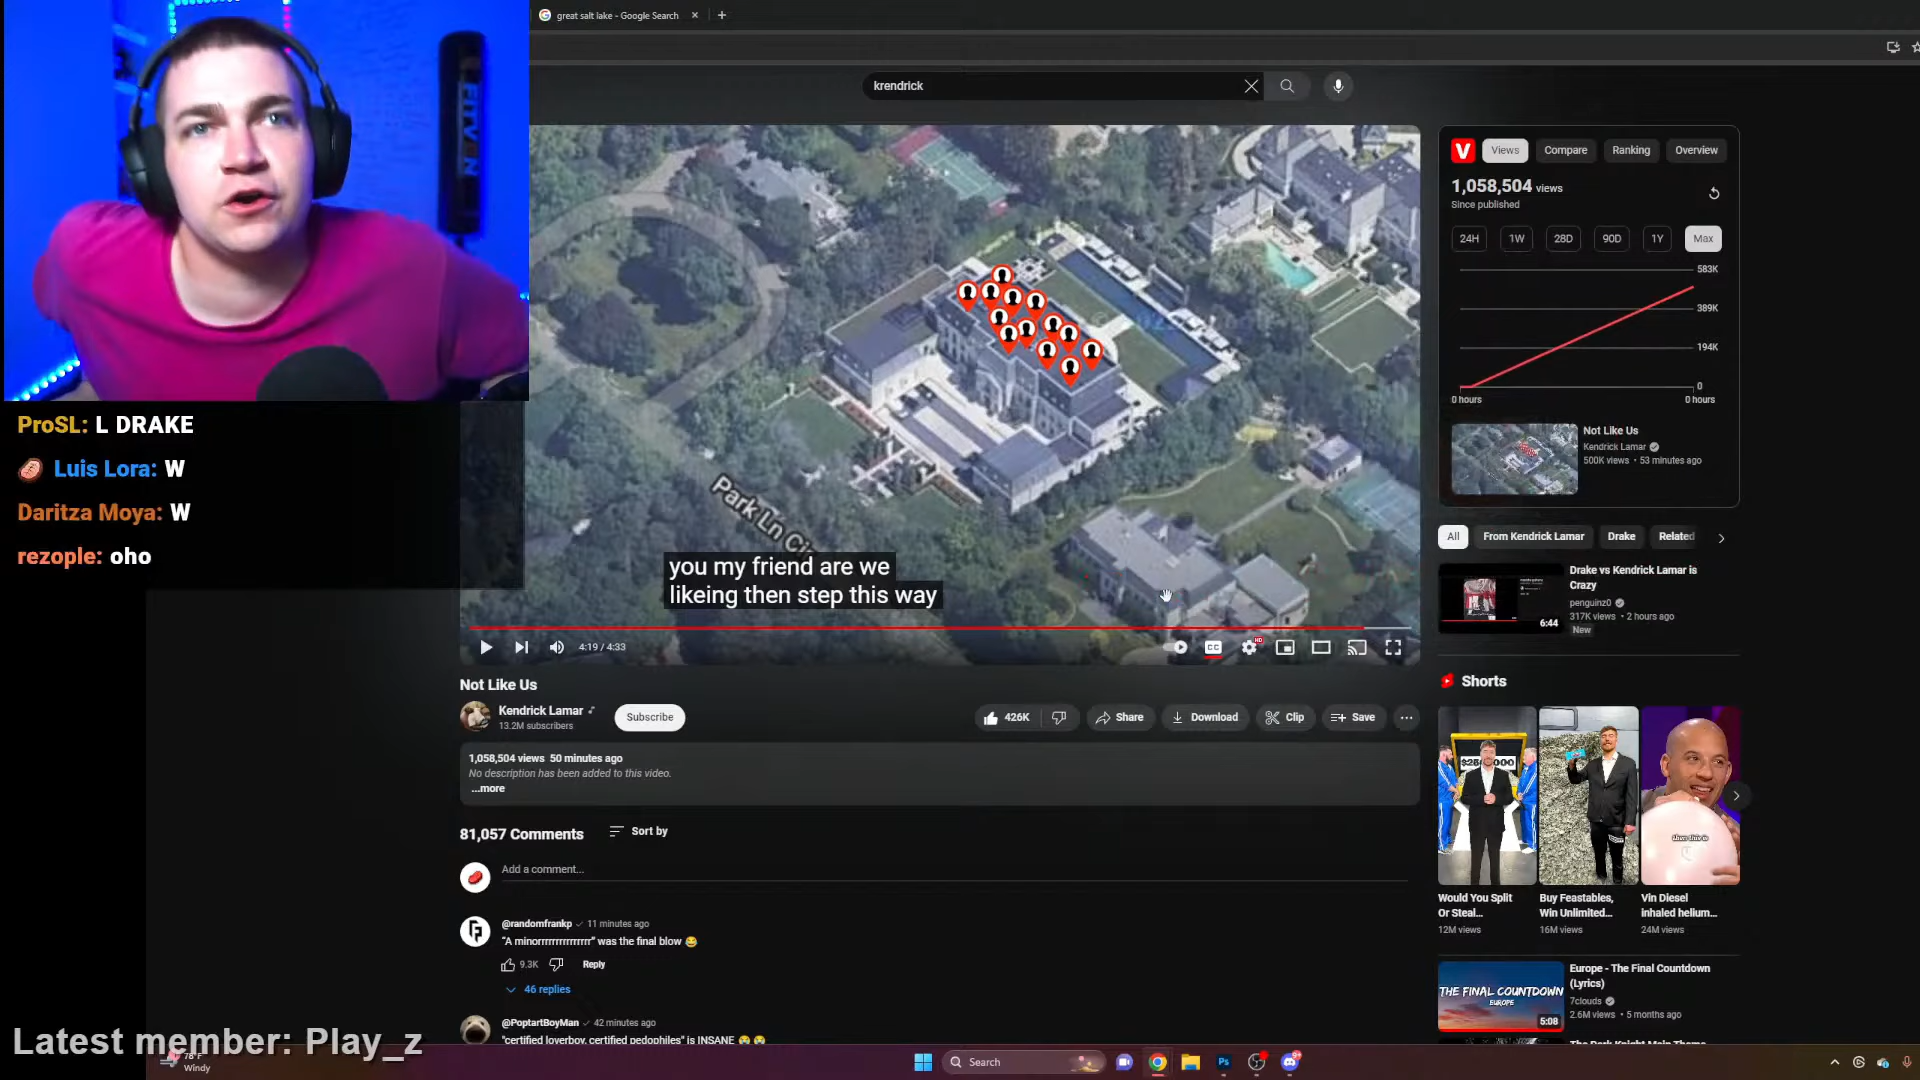 great salt lake - Google Search
krendrick
Park Ln Ci
you my friend are we
likeing then step this way
4:19 / 4:33
Not Like Us
Kendrick Lamar
13.2M subscribers
Subscribe
426K
Share
Download
Clip
Save
1,058,504 views 50 minutes ago
No description has been added to this video.
...more
81,057 Comments
Sort by
Add a comment...
@randomfrankp 11 minutes ago
"A minorrrrrrrrrrrrrr" was the final blow 😂
9.3K
Reply
46 replies
@PoptartBoyMan 42 minutes ago
"certified loverboy, certified pedophiles" is INSANE 😭😭
Views
Compare
Ranking
Overview
1,058,504 views
Since published
24H
1W
28D
90D
1Y
Max
583K
389K
194K
0
0 hours
0 hours
Not Like Us
Kendrick Lamar
500K views • 53 minutes ago
All
From Kendrick Lamar
Drake
Related
Drake vs Kendrick Lamar is
Crazy
penguinz0
317K views • 2 hours ago
New
6:44
Shorts
Would You Split
Or Steal...
12M views
Buy Feastables,
Win Unlimited...
16M views
Vin Diesel
inhaled helium...
24M views
THE FINAL COUNTDOWN
EUROPE
5:08
Europe - The Final Countdown
(Lyrics)
7clouds
2.6M views • 5 months ago
The Dark Knight Main Theme
ProSL: L DRAKE
Luis Lora: W
Daritza Moya: W
rezople: oho
Latest member: Play_z
78°F
Windy
Search